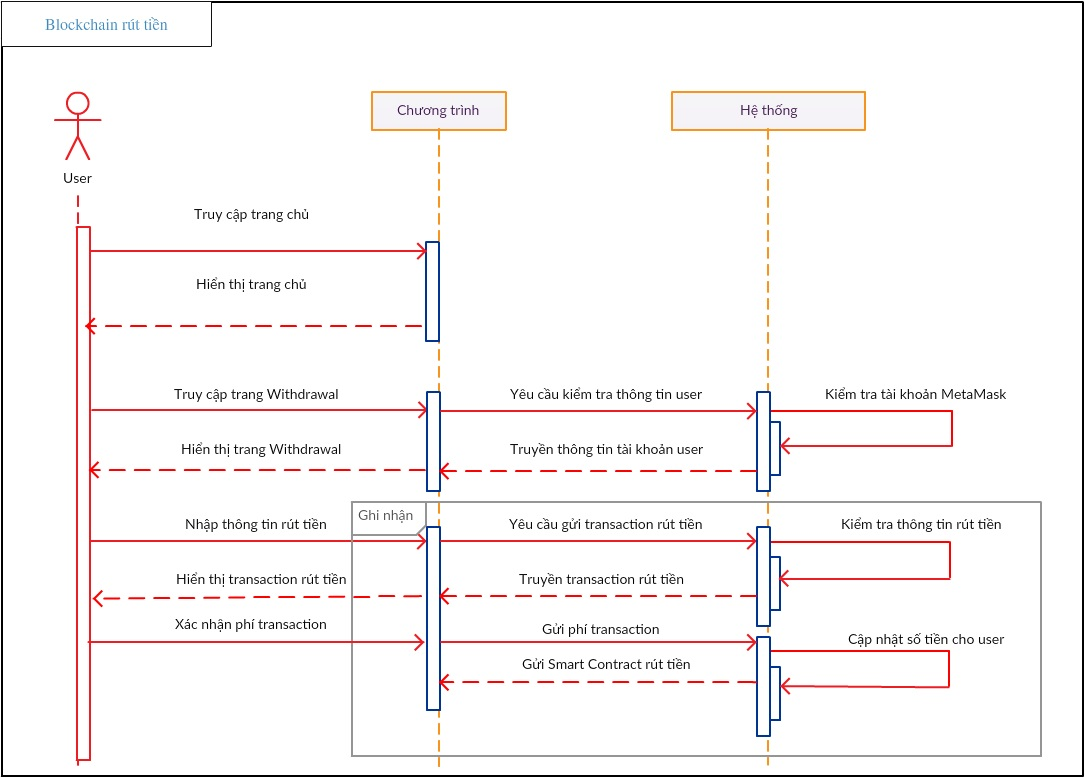 Blockchain rút tiền
Chương trình
Hệ thống
User
Truy cập trang chủ
Hiển thị trang chủ
Truy cập trang Withdrawal
Yêu cầu kiểm tra thông tin user
Kiểm tra tài khoản MetaMask
Hiển thị trang Withdrawal
Truyền thông tin tài khoản user
Ghi nhận
Nhập thông tin rút tiền
Yêu cầu gửi transaction rút tiền
Kiểm tra thông tin rút tiền
Hiển thị transaction rút tiền
Truyền transaction rút tiền
Xác nhận phí transaction
Gửi phí transaction
Cập nhật số tiền cho user
Gửi Smart Contract rút tiền